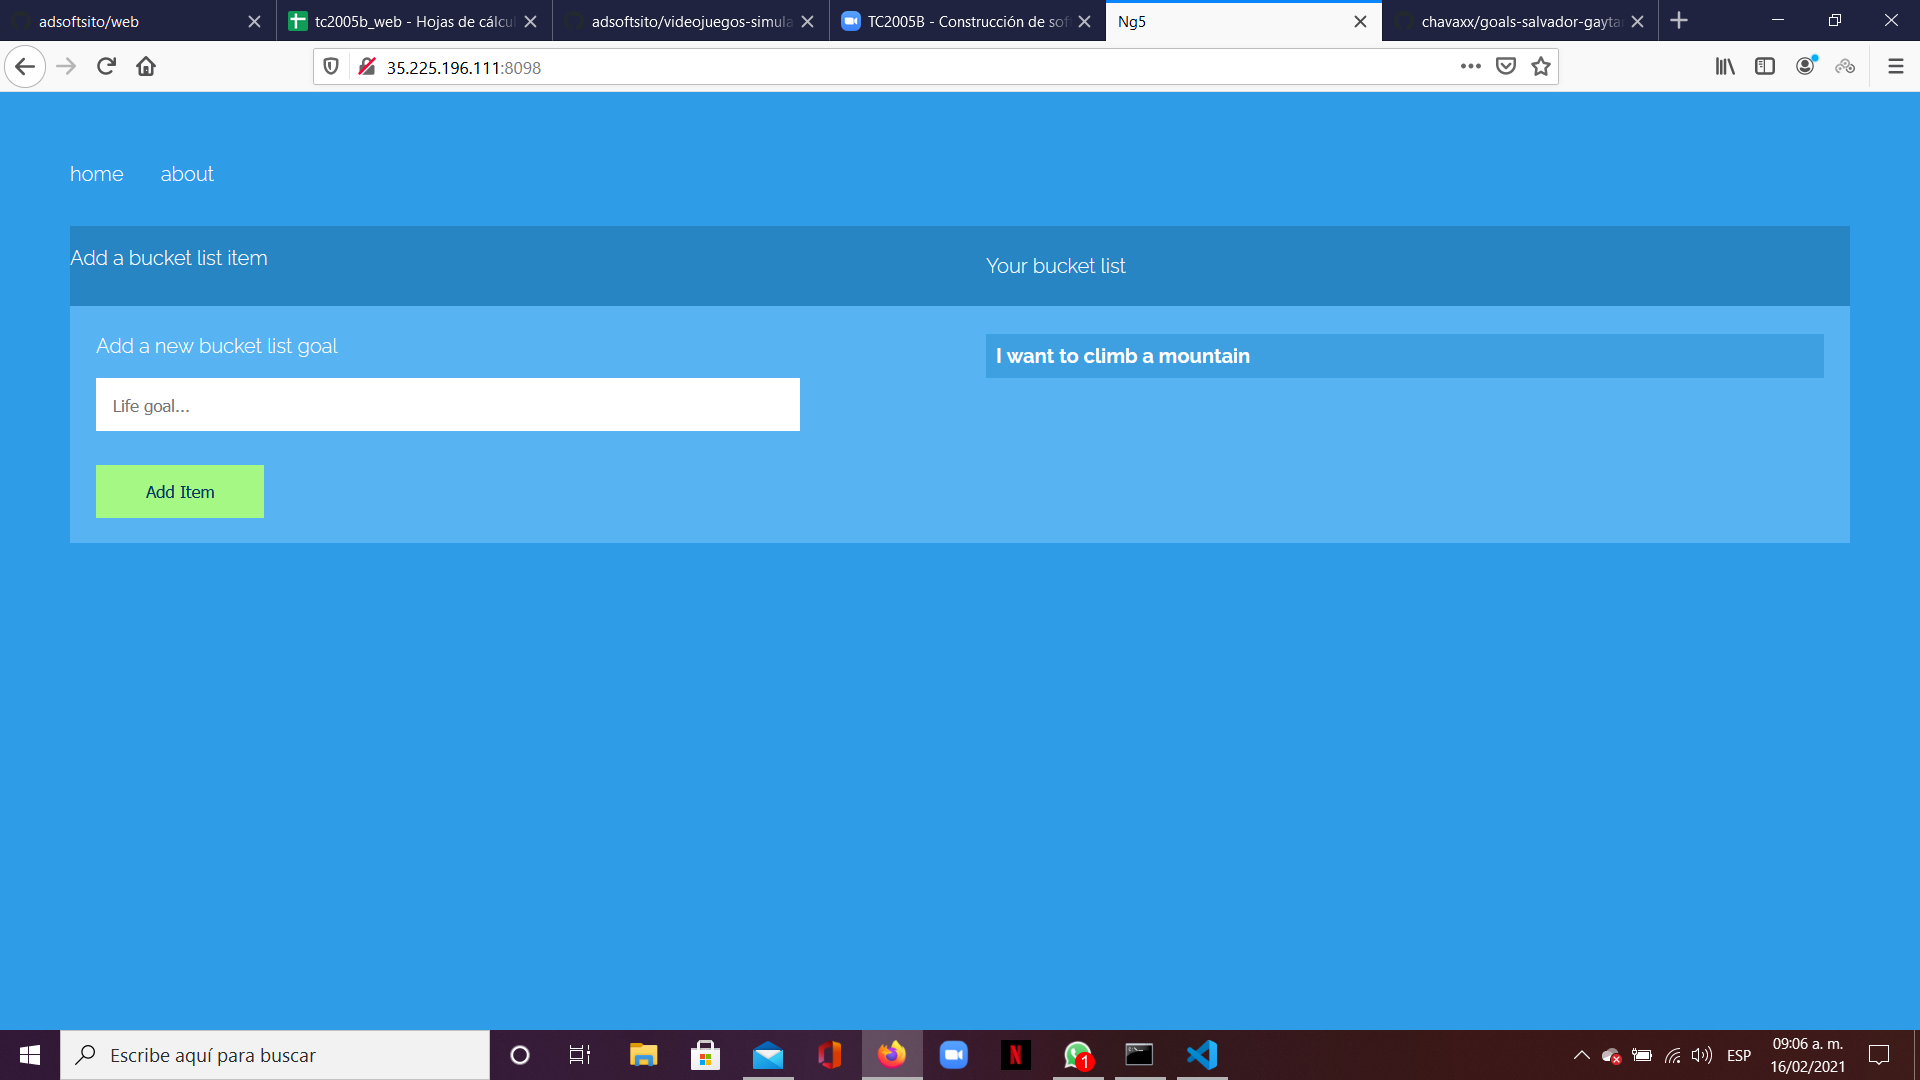 adsoftsito/web
tc2005b_web - Hojas de cálcul
adsoftsito/videojuegos-simula
TC2005B - Construcción de sof
Ng5
chavaxx/goals-salvador-gayta
35.225.196.111:8098
home about
Add a bucket list item
Your bucket list
Add a new bucket list goal
I want to climb a mountain
Life goal...
Add Item
Escribe aquí para buscar
N
1
ESP
09:06 a. m.
16/02/2021